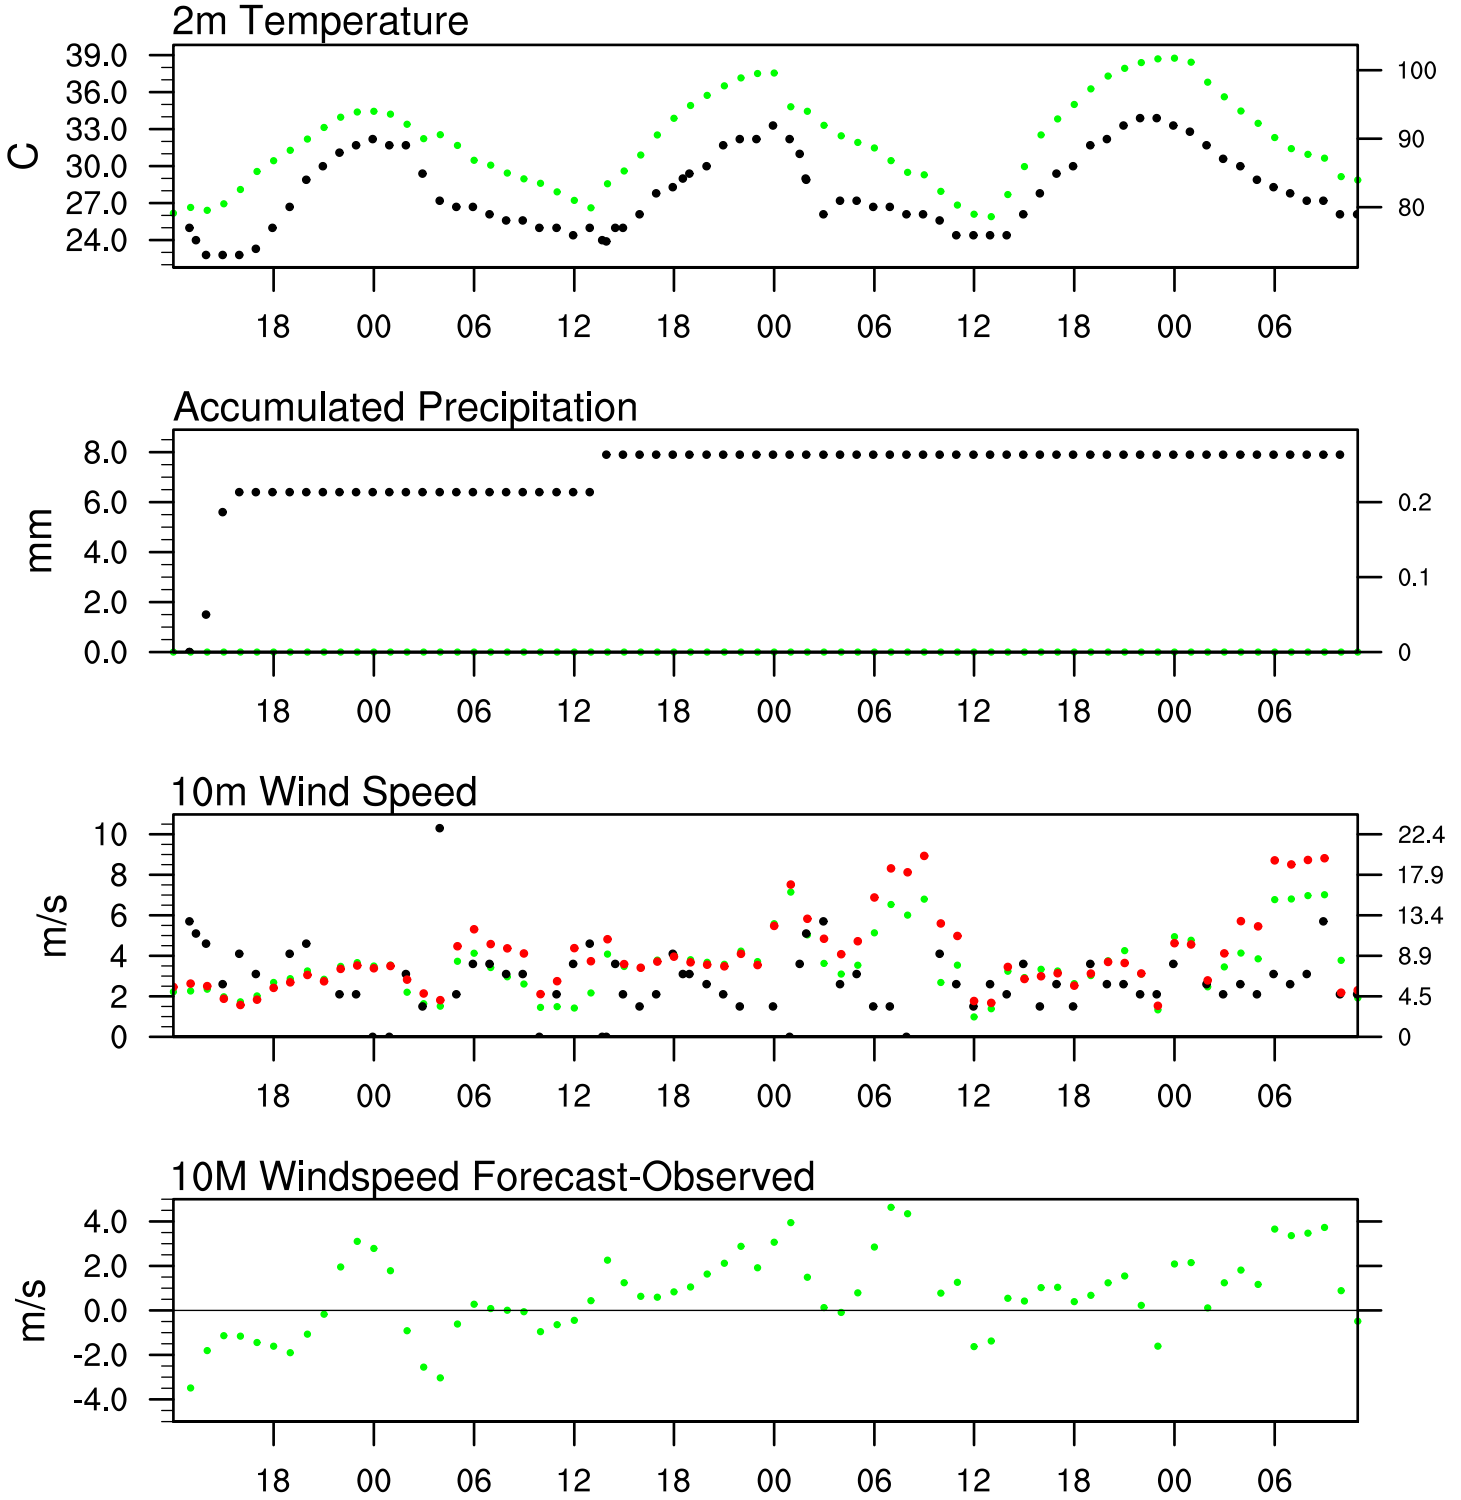 2m Temperature
39.0
36.0
33.0
30.0
27.0
24.0
C
100
90
80
18 00 06 12 18 00 06 12 18 00 06
Accumulated Precipitation
8.0
6.0
4.0
2.0
0.0
mm
0.2
0.1
0
18 00 06 12 18 00 06 12 18 00 06
10m Wind Speed
10
8
6
4
2
0
m/s
22.4
17.9
13.4
8.9
4.5
0
18 00 06 12 18 00 06 12 18 00 06
10M Windspeed Forecast-Observed
4.0
2.0
0.0
-2.0
-4.0
m/s
18 00 06 12 18 00 06 12 18 00 06